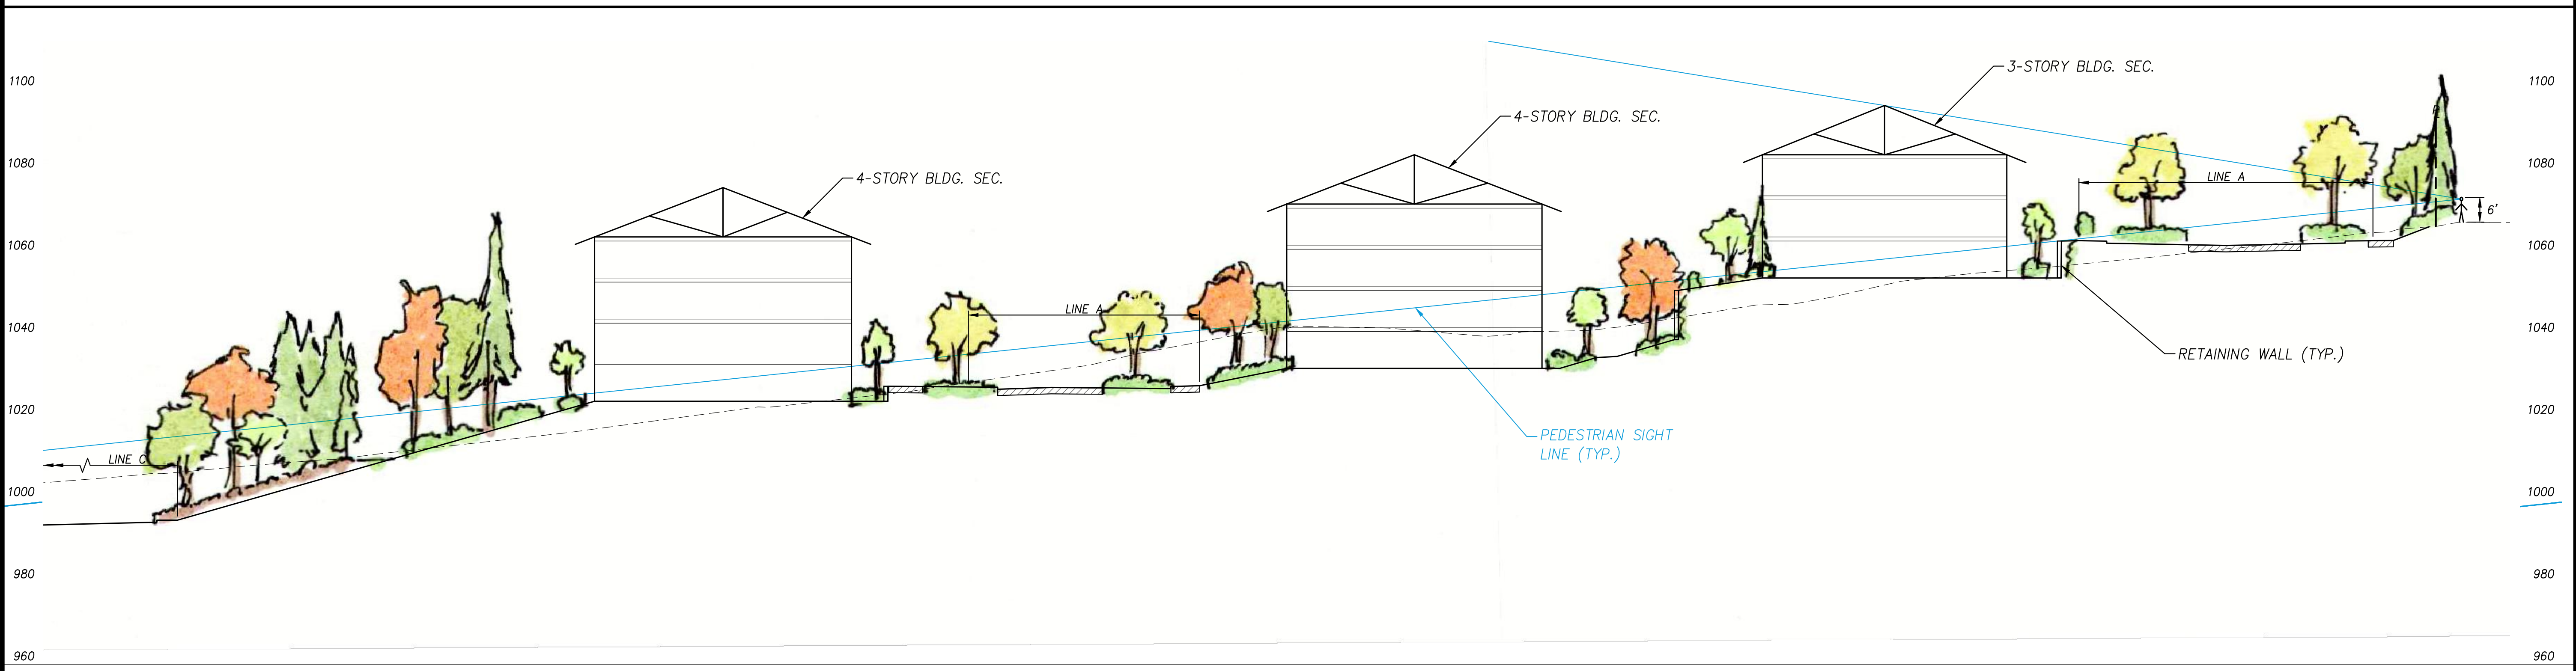 1100
1080
1060
1040
1020
1000
980
960
4-STORY BLDG. SEC.
4-STORY BLDG. SEC.
3-STORY BLDG. SEC.
LINE C
LINE A
LINE A
6'
RETAINING WALL (TYP.)
PEDESTRIAN SIGHT
LINE (TYP.)
1100
1080
1060
1040
1020
1000
980
960